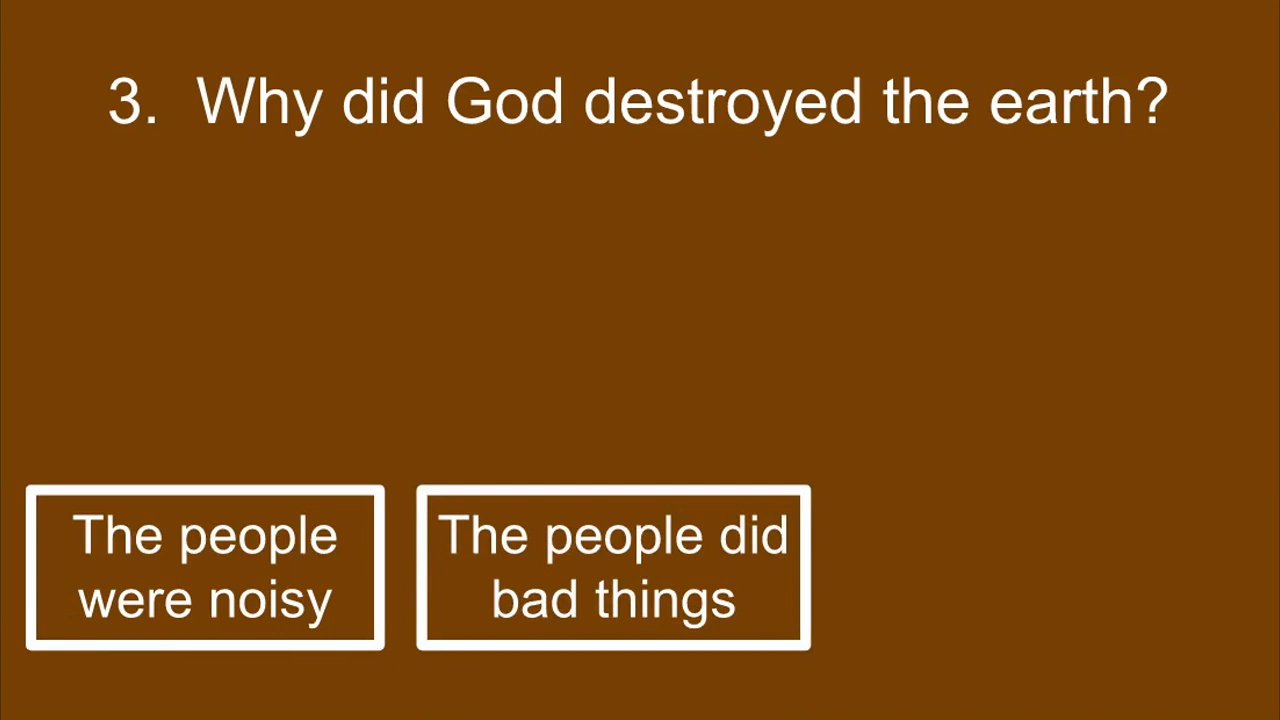 3. Why did God destroyed the earth?
The people
were noisy
The people did
bad things